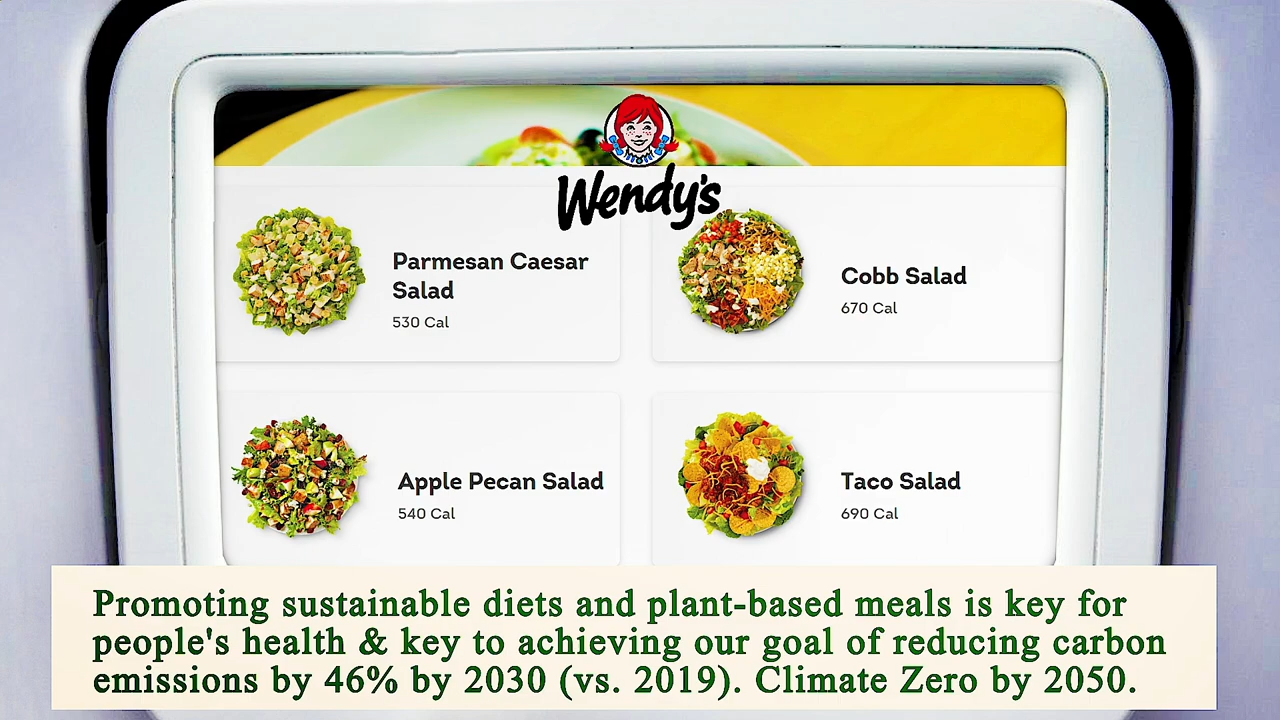 Wendy's
Parmesan Caesar
Salad
530 Cal
Cobb Salad
670 Cal
Apple Pecan Salad
540 Cal
Taco Salad
690 Cal
Promoting sustainable diets and plant-based meals is key for
people's health & key to achieving our goal of reducing carbon
emissions by 46% by 2030 (vs. 2019). Climate Zero by 2050.